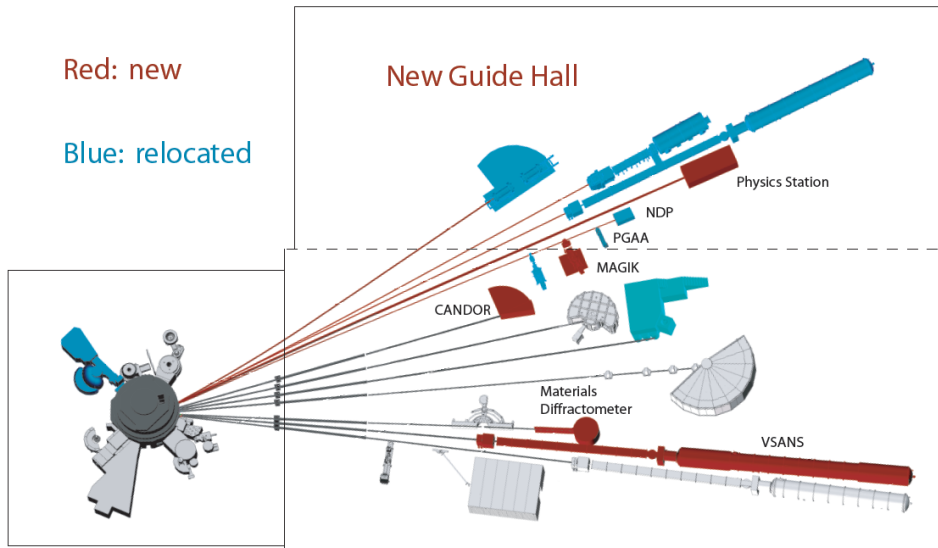 Red: new
New Guide Hall
Blue: relocated
Physics Station
NDP
PGAA
MAGIK
CANDOR
Materials
Diffractometer
VSANS